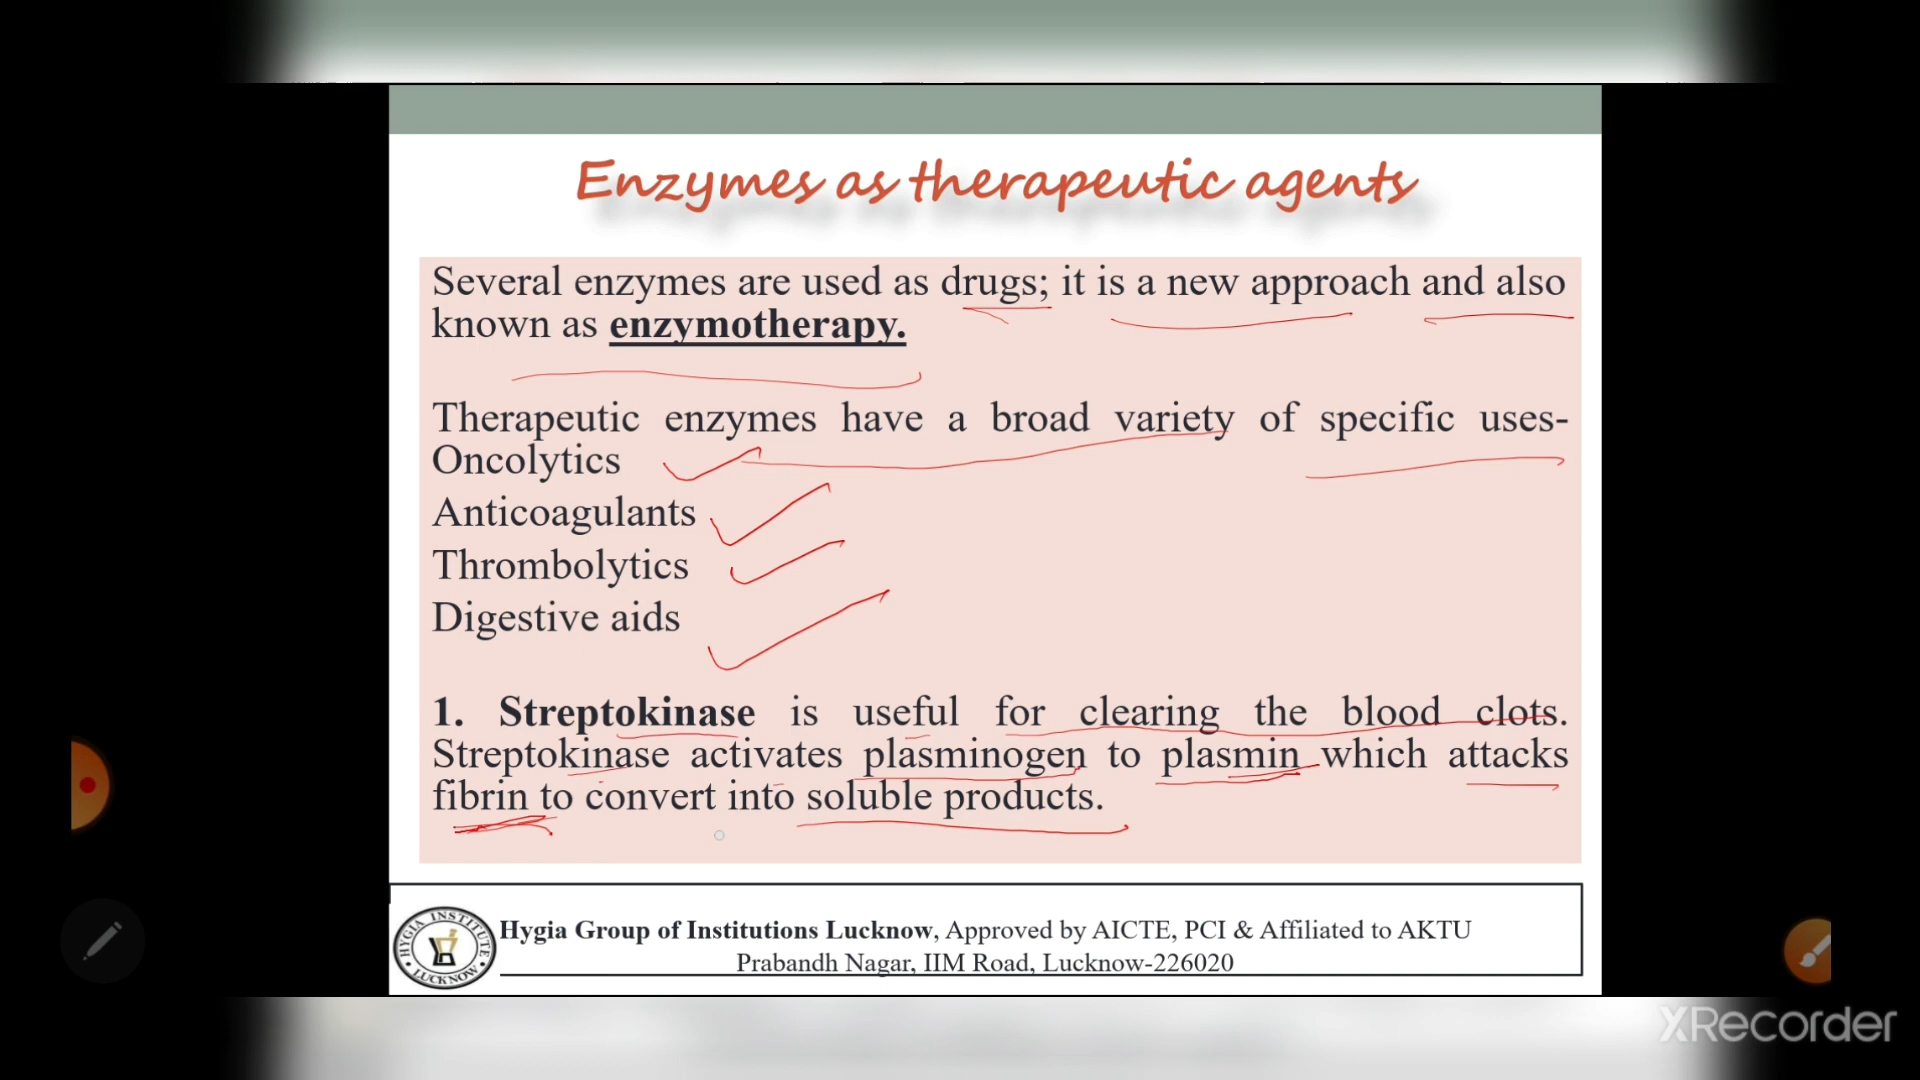 Enzymes as therapeutic agents
Several enzymes are used as drugs; it is a new approach and also
known as enzymotherapy.
Therapeutic enzymes have a broad variety of specific uses-
Oncolytics
Anticoagulants
Thrombolytics
Digestive aids
1. Streptokinase is useful for clearing the blood clots.
Streptokinase activates plasminogen to plasmin which attacks
fibrin to convert into soluble products.
HYGIA INSTITUTE
LUCKNOW
Hygia Group of Institutions Lucknow, Approved by AICTE, PCI & Affiliated to AKTU
Prabandh Nagar, IIM Road, Lucknow-226020
XRecorder